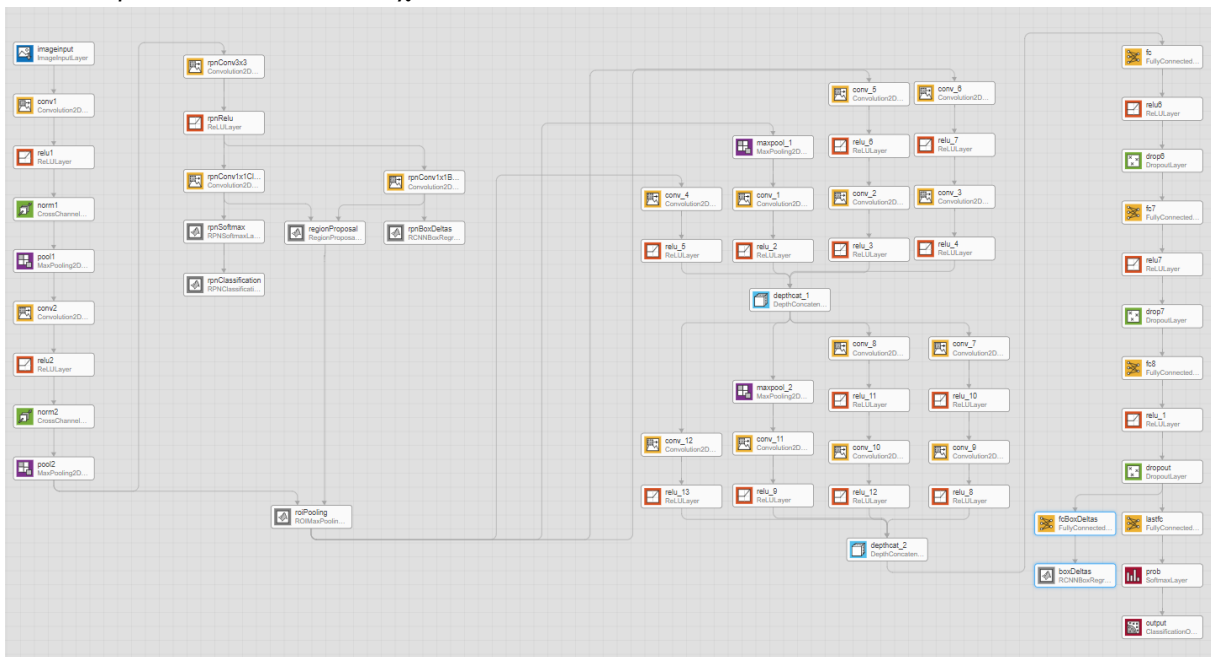 imageinput
ImageInputLayer
conv1
Convolution2D...
relu1
ReLULayer
norm1
CrossChannel...
pool1
MaxPooling2D...
conv2
Convolution2D...
relu2
ReLULayer
norm2
CrossChannel...
pool2
MaxPooling2D...
rpnConv3x3
Convolution2D...
rpnRelu
ReLULayer
rpnConv1x1Cl...
Convolution2D...
rpnConv1x1B...
Convolution2D...
rpnSoftmax
RPNSoftmaxLa...
regionProposal
RegionProposa...
rpnBoxDeltas
RCNNBoxRegr...
rpnClassification
RPNClassificati...
roiPooling
ROIMaxPoolin...
conv_5
Convolution2D...
conv_6
Convolution2D...
maxpool_1
MaxPooling2D...
relu_6
ReLULayer
relu_7
ReLULayer
conv_4
Convolution2D...
conv_1
Convolution2D...
conv_2
Convolution2D...
conv_3
Convolution2D...
relu_5
ReLULayer
relu_2
ReLULayer
relu_3
ReLULayer
relu_4
ReLULayer
depthcat_1
DepthConcaten...
conv_8
Convolution2D...
conv_7
Convolution2D...
maxpool_2
MaxPooling2D...
relu_11
ReLULayer
relu_10
ReLULayer
conv_12
Convolution2D...
conv_11
Convolution2D...
conv_10
Convolution2D...
conv_9
Convolution2D...
relu_13
ReLULayer
relu_9
ReLULayer
relu_12
ReLULayer
relu_8
ReLULayer
depthcat_2
DepthConcaten...
fc
FullyConnected...
relu6
ReLULayer
drop6
DropoutLayer
fc7
FullyConnected...
relu7
ReLULayer
drop7
DropoutLayer
fc8
FullyConnected...
relu_1
ReLULayer
dropout
DropoutLayer
fcBoxDeltas
FullyConnected...
lastfc
FullyConnected...
boxDeltas
RCNNBoxRegr...
prob
SoftmaxLayer
output
ClassificationO...